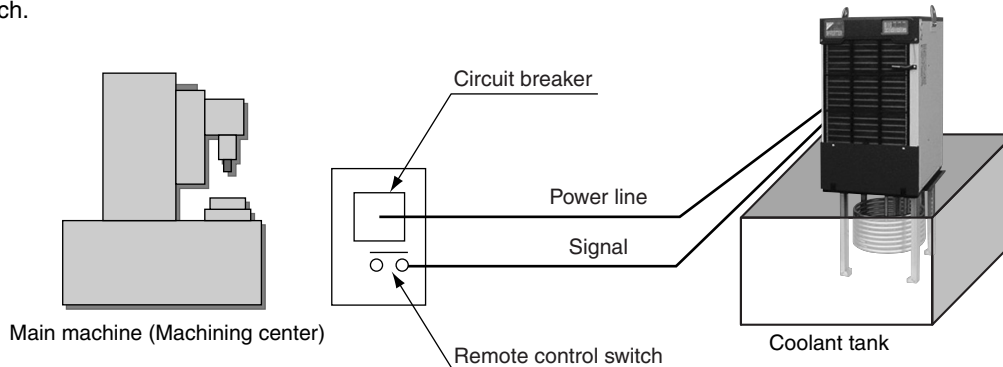 ch.
Circuit breaker
Power line
Signal
Main machine (Machining center)
Remote control switch
Coolant tank